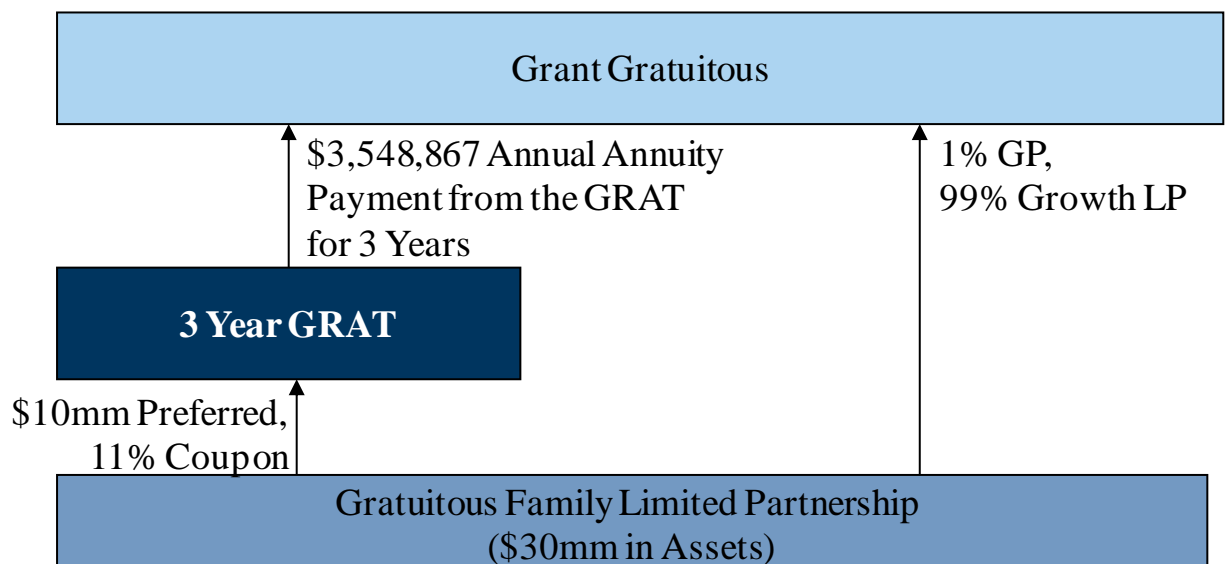 Grant Gratuitous
$3,548,867 Annual Annuity
Payment from the GRAT
for 3 Years
1% GP,
99% Growth LP
3 Year GRAT
$10mm Preferred,
11% Coupon
Gratuitous Family Limited Partnership
($30mm in Assets)